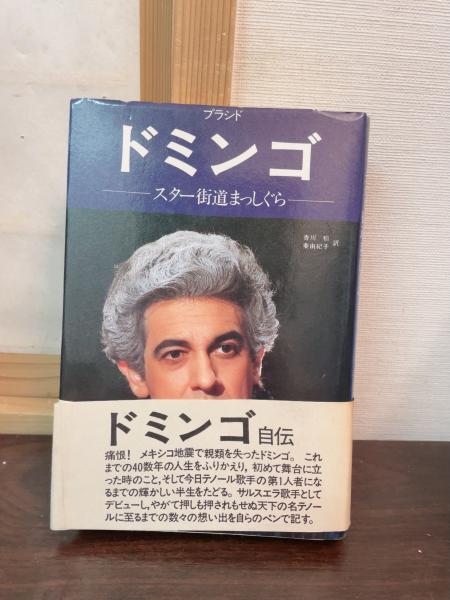 プラシド
ドミンゴ
スター街道まっしぐら
香川 檀
秦由紀子
訳
ドミンゴ自伝
痛恨! メキシコ地震で親類を失ったドミンゴ。これ
までの40数年の人生をふりかえり，初めて舞台に立
った時のこと，そして今日テノール歌手の第1人者にな
るまでの輝かしい半生をたどる。サルスエラ歌手として
デビューし，やがて押しも押されもせぬ天下の名テノー
ルに至るまでの数々の想い出を自らのペンで記す。